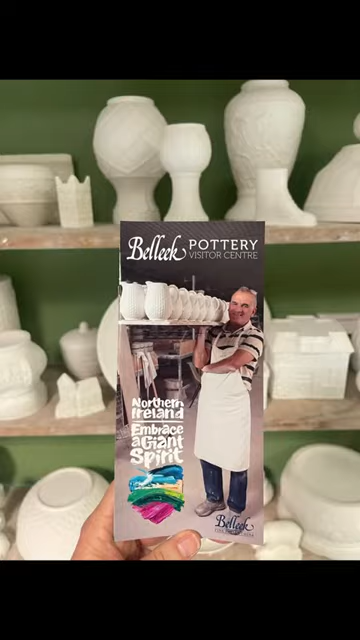 Belleek POTTERY
VISITOR CENTRE
Northern
Ireland
Embrace
a Giant
Spirit
Belleek